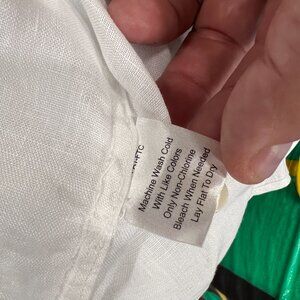 Machine Wash Cold
With Like Colors
Only Non-Chlorine
Bleach When Needed
Lay Flat To Dry